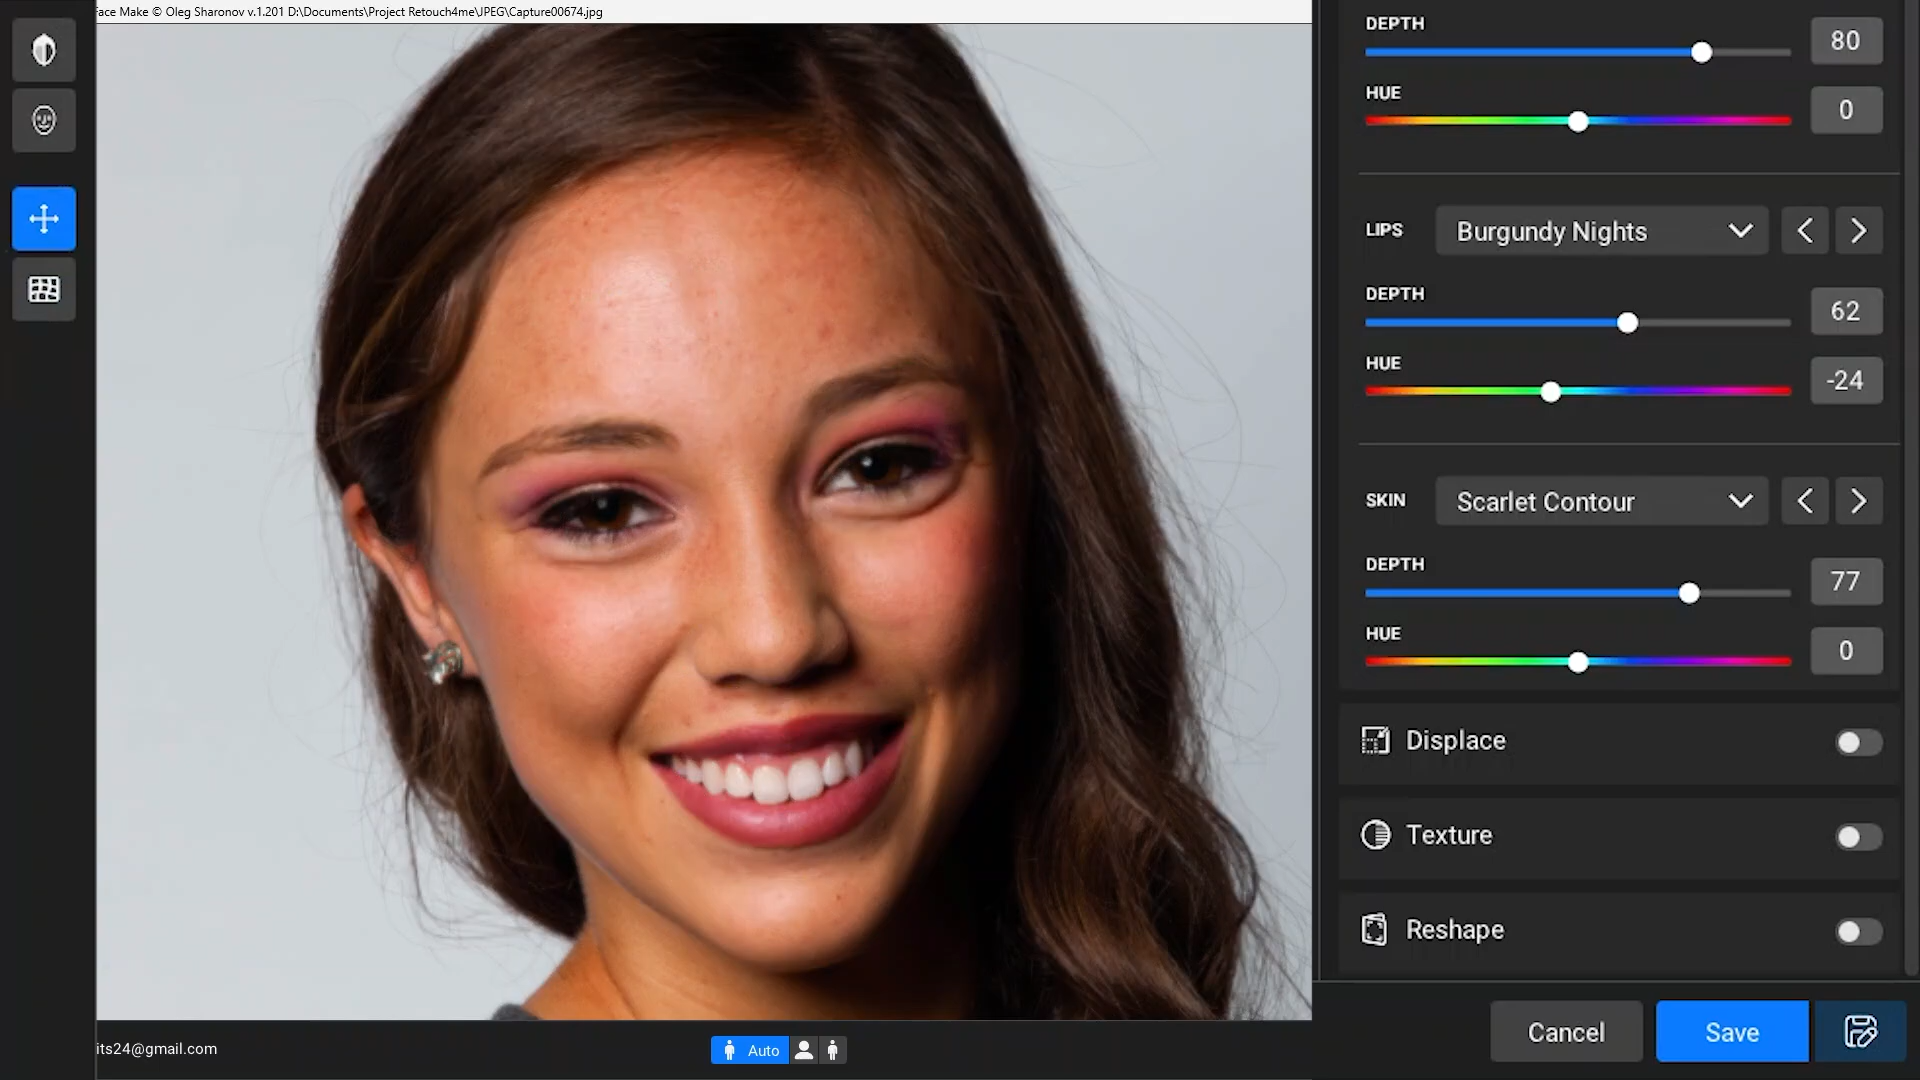 Face Make © Oleg Sharonov v.1.201 D:\Documents\Project Retouch4me\JPEG\Capture00674.jpg
DEPTH
80
HUE
0
LIPS
Burgundy Nights
DEPTH
62
HUE
-24
SKIN
Scarlet Contour
DEPTH
77
HUE
0
Displace
Texture
Reshape
its24@gmail.com
Auto
Cancel
Save